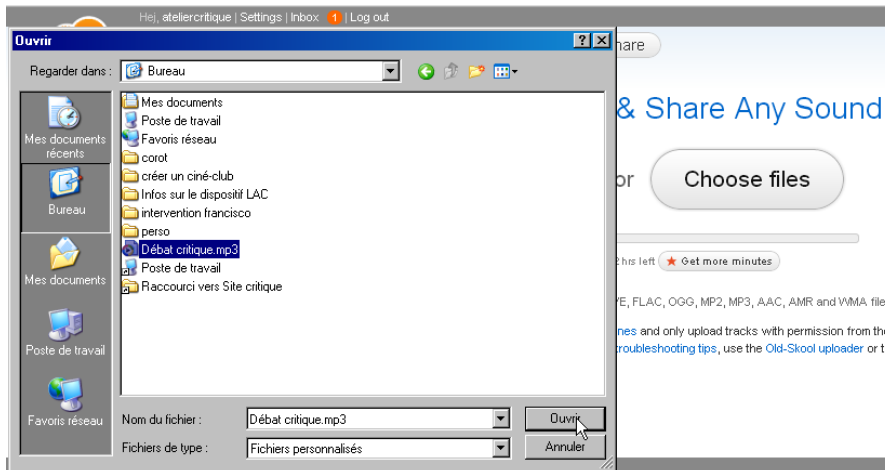 Hej, ateliercritique | Settings | Inbox 1 | Log out
Ouvrir
hare
Regarder dans :
Bureau
Mes documents récents
Bureau
Mes documents
Poste de travail
Favoris réseau
Mes documents
Poste de travail
Favoris réseau
corot
créer un ciné-club
Infos sur le dispositif LAC
intervention francisco
perso
Débat critique.mp3
Poste de travail
Raccourci vers Site critique
Nom du fichier :
Débat critique.mp3
Ouvrir
Fichiers de type :
Fichiers personnalisés
Annuler
& Share Any Sound
or
Choose files
2 hrs left
Get more minutes
FLAC, OGG, MP2, MP3, AAC, AMR and WMA file
nes and only upload tracks with permission from the
troubleshooting tips, use the Old-Skool uploader or t